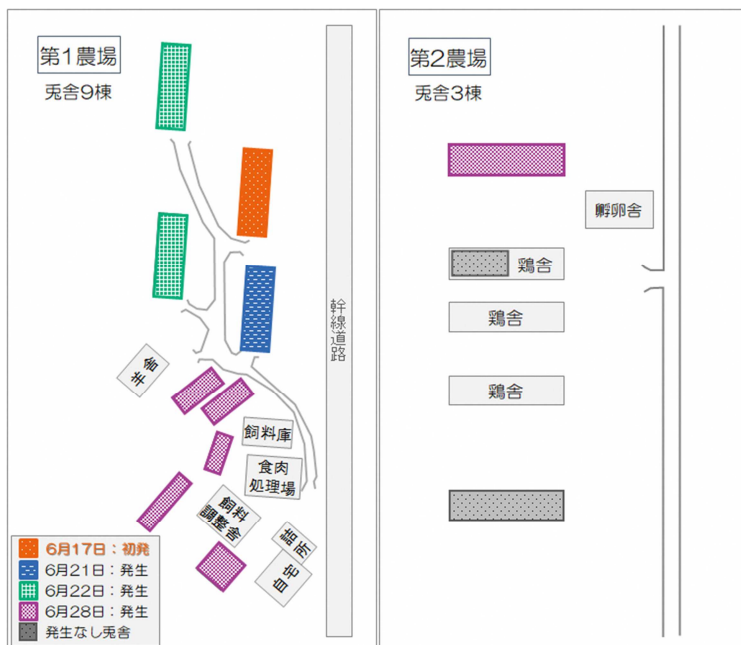 第1農場
兎舎9棟
幹線道路
羊舎
飼料庫
食肉
処理場
飼料
調整舎
詰所
自宅
6月17日：初発
6月21日：発生
6月22日：発生
6月28日：発生
発生なし兎舎
第2農場
兎舎3棟
孵卵舎
鶏舎
鶏舎
鶏舎